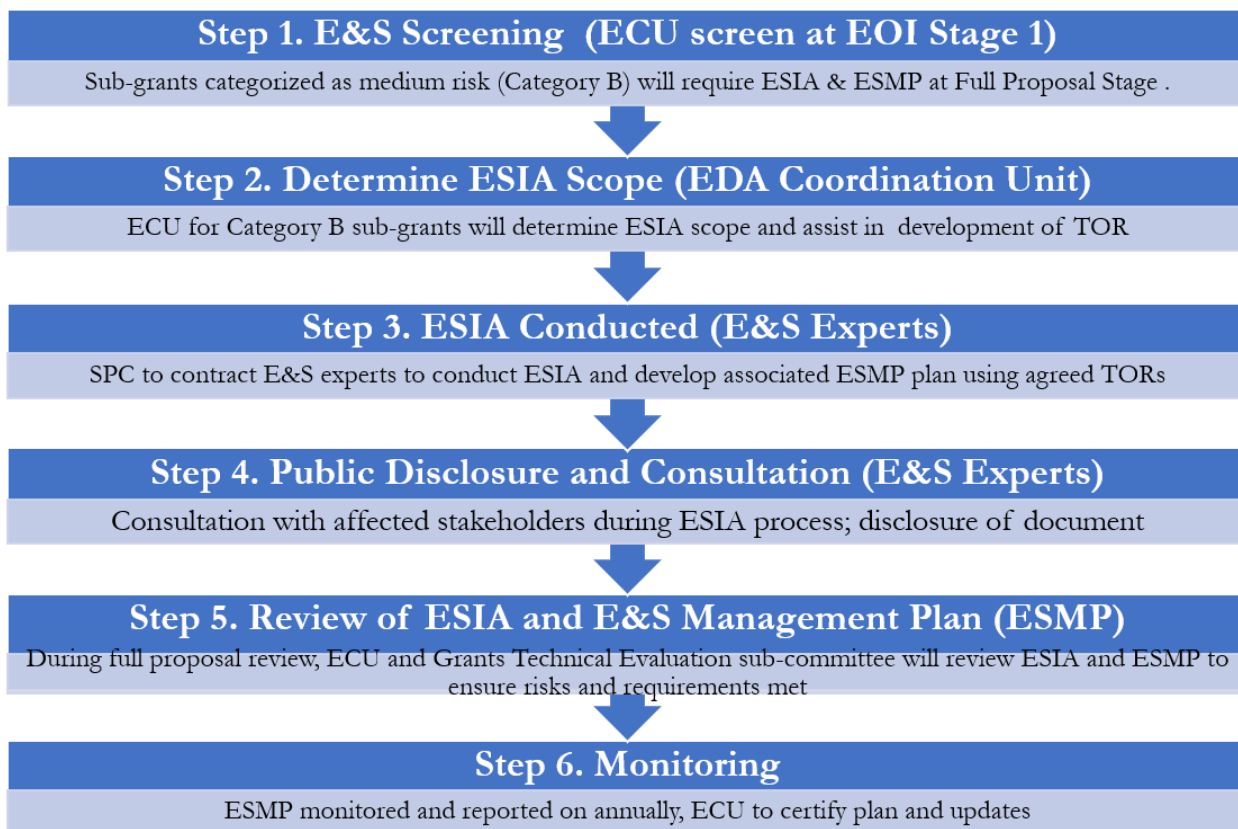 Step 1. E&S Screening (ECU screen at EOI Stage 1)
Sub-grants categorized as medium risk (Category B) will require ESIA & ESMP at Full Proposal Stage .
Step 2. Determine ESIA Scope (EDA Coordination Unit)
ECU for Category B sub-grants will determine ESIA scope and assist in development of TOR
Step 3. ESIA Conducted (E&S Experts)
SPC to contract E&S experts to conduct ESIA and develop associated ESMP plan using agreed TORs
Step 4. Public Disclosure and Consultation (E&S Experts)
Consultation with affected stakeholders during ESIA process; disclosure of document
Step 5. Review of ESIA and E&S Management Plan (ESMP)
During full proposal review, ECU and Grants Technical Evaluation sub-committee will review ESIA and ESMP to
ensure risks and requirements met
Step 6. Monitoring
ESMP monitored and reported on annually, ECU to certify plan and updates